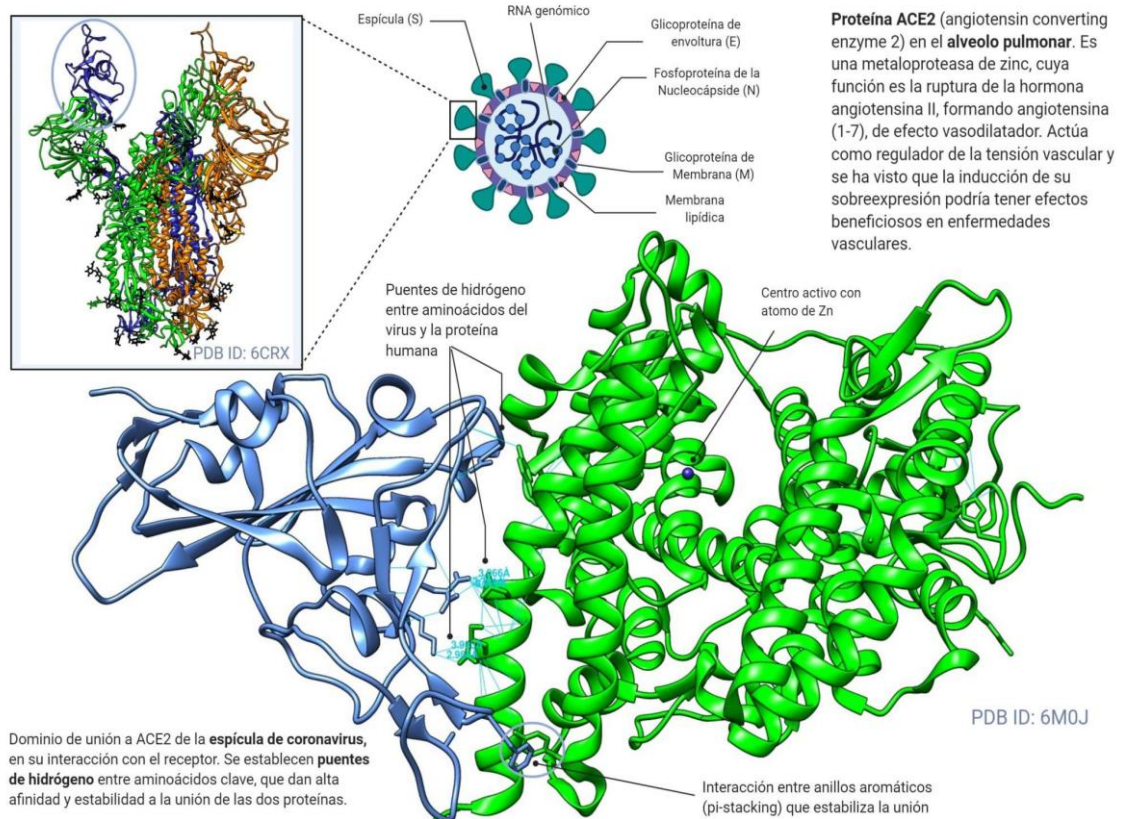 Espícula (S)
RNA genómico
Glicoproteína de
envoltura (E)
Fosfoproteína de la
Nucleocápside (N)
Glicoproteína de
Membrana (M)
Membrana
lipídica
PDB ID: 6CRX
Proteína ACE2 (angiotensin converting
enzyme 2) en el alveolo pulmonar. Es
una metaloproteasa de zinc, cuya
función es la ruptura de la hormona
angiotensina II, formando angiotensina
(1-7), de efecto vasodilatador. Actúa
como regulador de la tensión vascular y
se ha visto que la inducción de su
sobreexpresión podría tener efectos
beneficiosos en enfermedades
vasculares.
Puentes de hidrógeno
entre aminoácidos del
virus y la proteína
humana
Centro activo con
atomo de Zn
PDB ID: 6M0J
Dominio de unión a ACE2 de la espícula de coronavirus,
en su interacción con el receptor. Se establecen puentes
de hidrógeno entre aminoácidos clave, que dan alta
afinidad y estabilidad a la unión de las dos proteínas.
Interacción entre anillos aromáticos
(pi-stacking) que estabiliza la unión